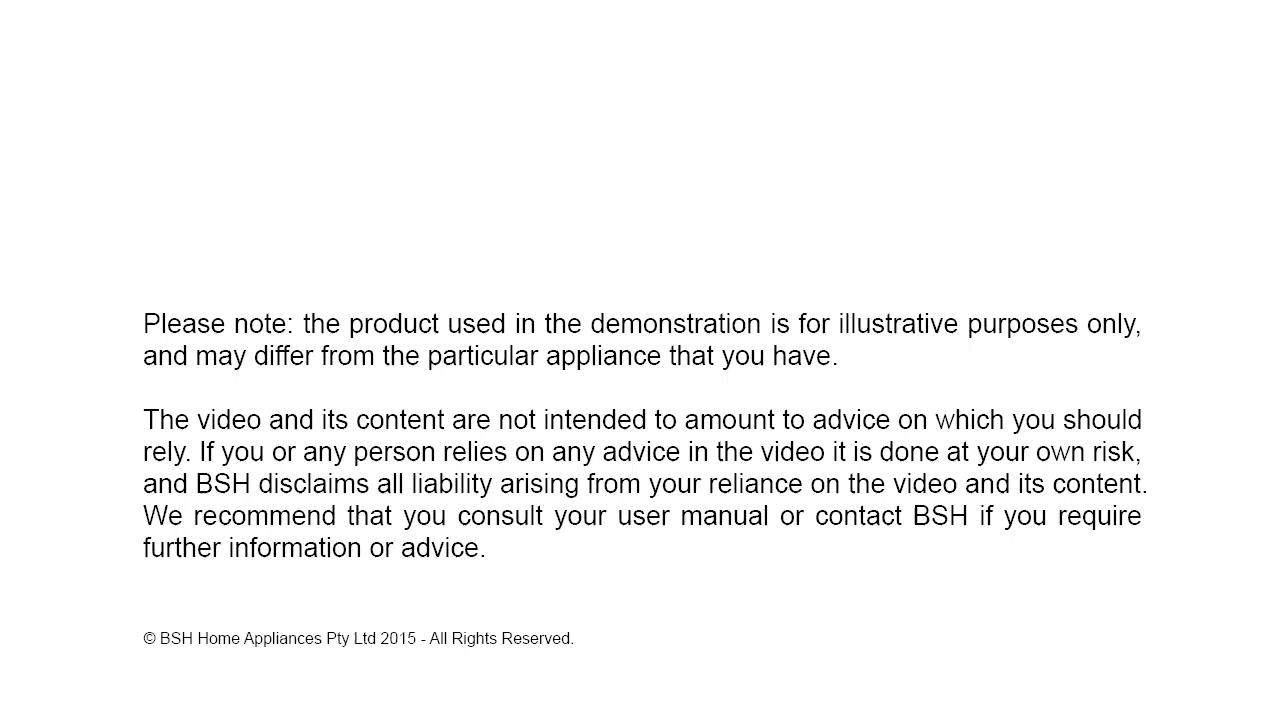 Please note: the product used in the demonstration is for illustrative purposes only,
and may differ from the particular appliance that you have.
The video and its content are not intended to amount to advice on which you should
rely. If you or any person relies on any advice in the video it is done at your own risk,
and BSH disclaims all liability arising from your reliance on the video and its content.
We recommend that you consult your user manual or contact BSH if you require
further information or advice.
© BSH Home Appliances Pty Ltd 2015 - All Rights Reserved.